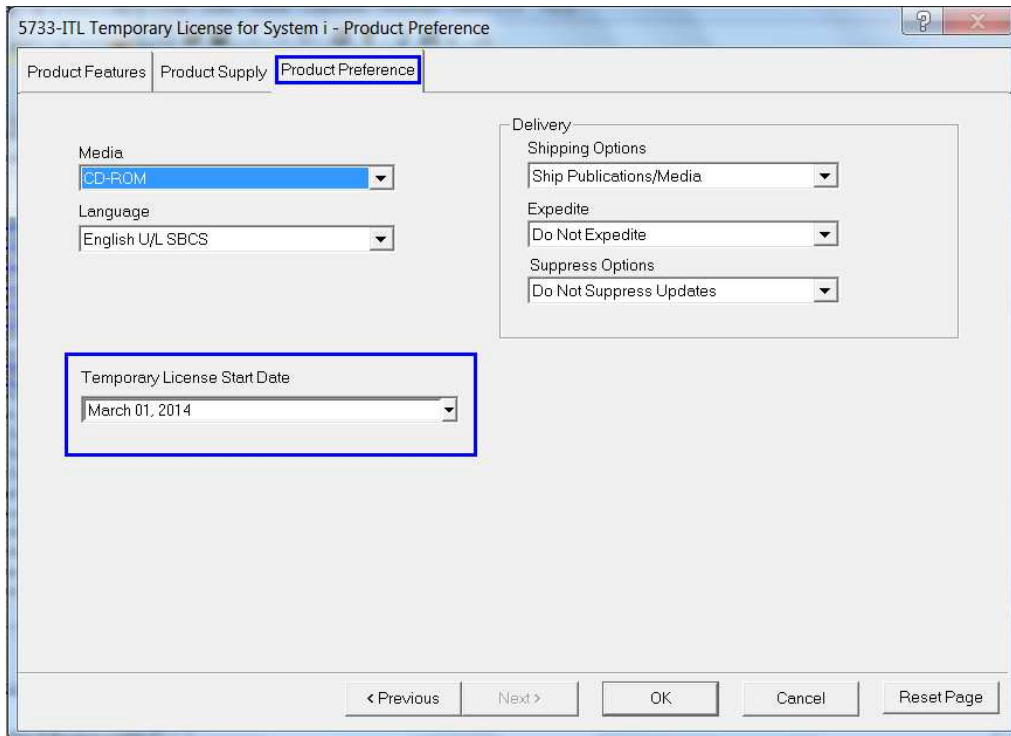 5733-ITL Temporary License for System i - Product Preference
Product Features Product Supply Product Preference
Media
CD-ROM
Language
English U/L SBCS
Delivery
Shipping Options
Ship Publications/Media
Expedite
Do Not Expedite
Suppress Options
Do Not Suppress Updates
Temporary License Start Date
March 01, 2014
< Previous Next > OK Cancel Reset Page